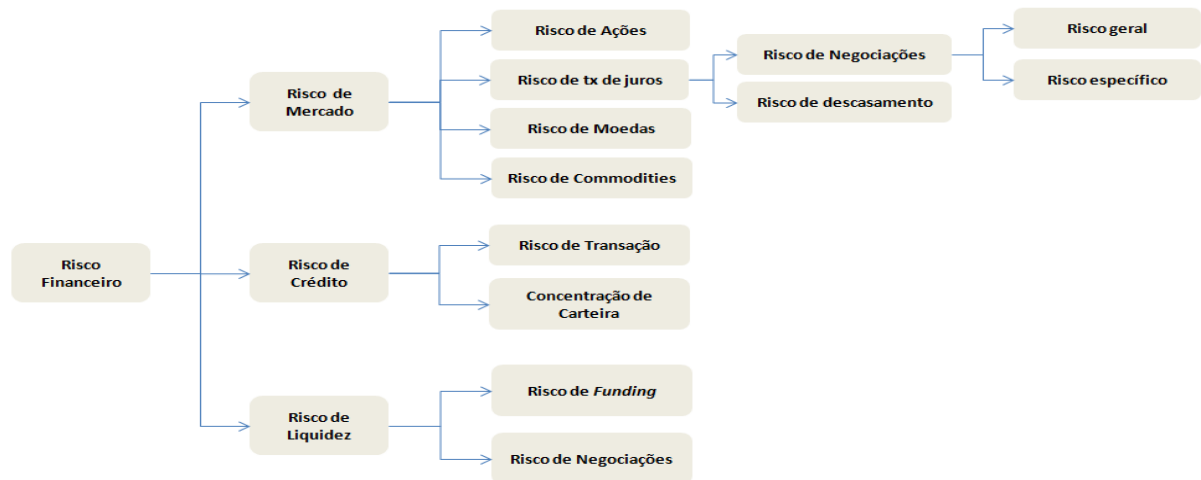 Risco de Ações
Risco de Negociações
Risco geral
Risco de tx de juros
Risco específico
Risco de
Mercado
Risco de descasamento
Risco de Moedas
Risco de Commodities
Risco
Financeiro
Risco de
Crédito
Risco de Transação
Concentração de
Carteira
Risco de
Liquidez
Risco de Funding
Risco de Negociações